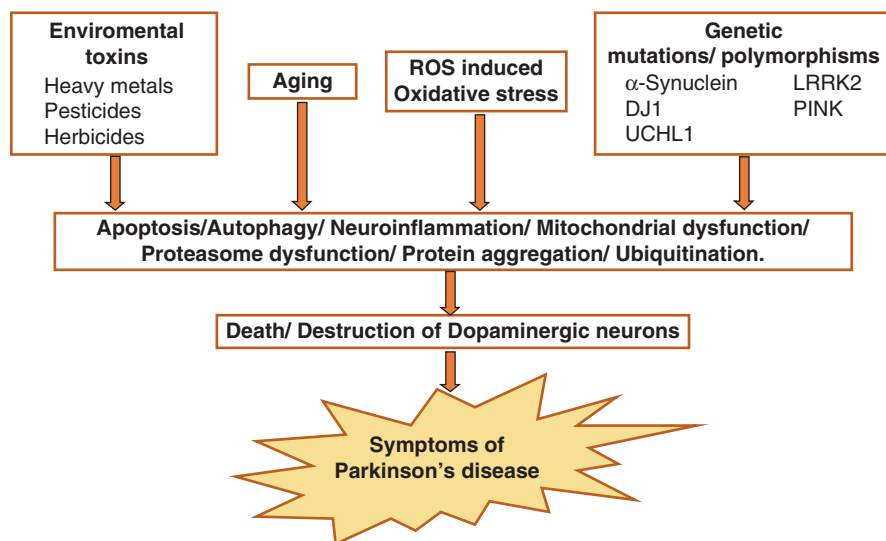 Enviromental
toxins
Heavy metals
Pesticides
Herbicides
Aging
ROS induced
Oxidative stress
Genetic
mutations/ polymorphisms
α-Synuclein LRRK2
DJ1 PINK
UCHL1
Apoptosis/Autophagy/ Neuroinflammation/ Mitochondrial dysfunction/
Proteasome dysfunction/ Protein aggregation/ Ubiquitination.
Death/ Destruction of Dopaminergic neurons
Symptoms of
Parkinson’s disease